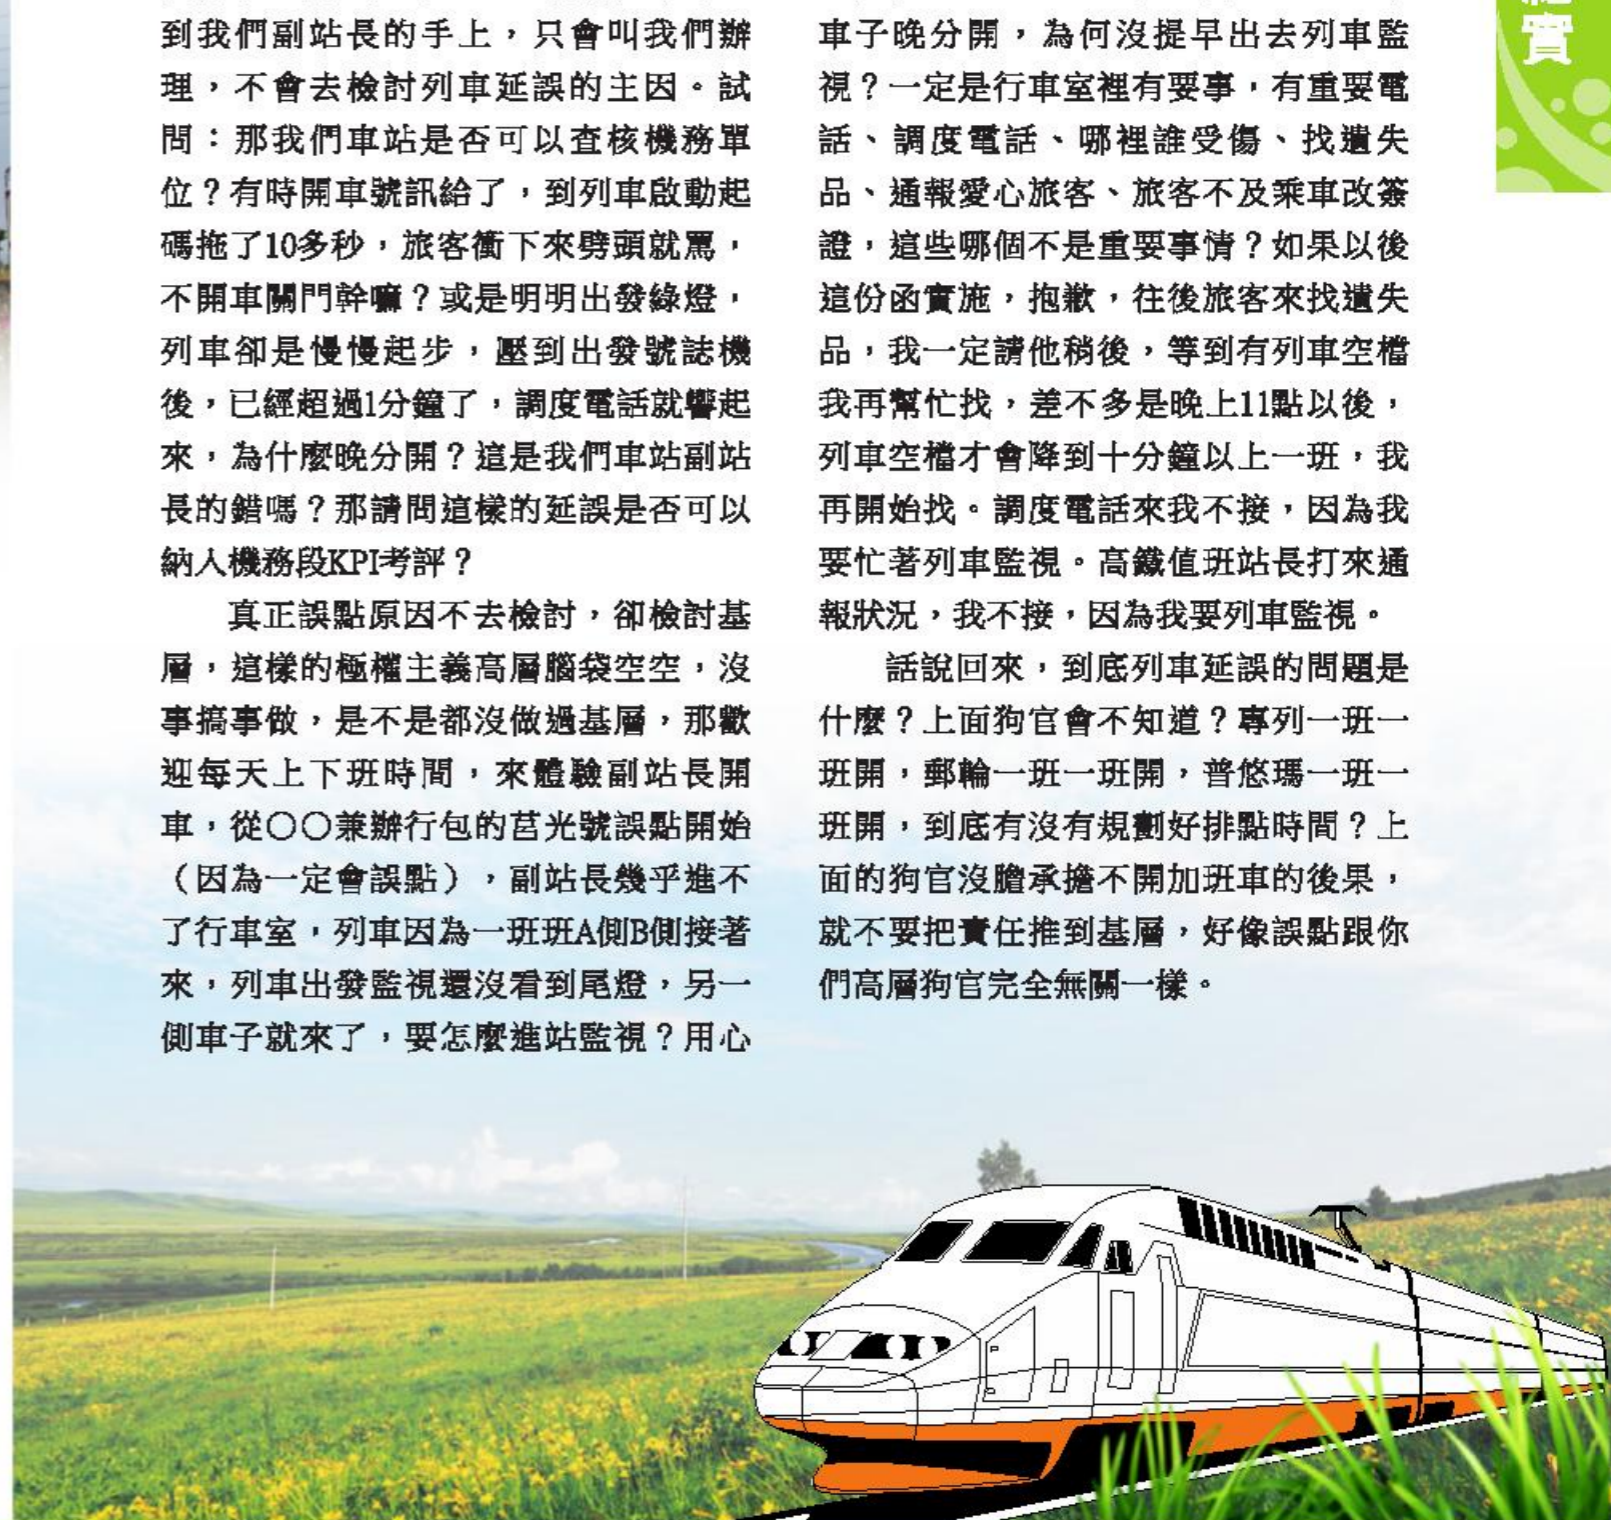 到我們副站長的手上，只會叫我們辦
理，不會去檢討列車延誤的主因。試
問：那我們車站是否可以查核機務單
位？有時開車號訊給了，到列車啟動起
碼拖了10多秒，旅客衝下來劈頭就罵，
不開車關門幹嘛？或是明明出發綠燈，
列車卻是慢慢起步，壓到出發號誌機
後，已經超過1分鐘了，調度電話就響起
來，為什麼晚分開？這是我們車站副站
長的錯嗎？那請問這樣的延誤是否可以
納入機務段KPI考評？
真正誤點原因不去檢討，卻檢討基
層，這樣的極權主義高層腦袋空空，沒
事搞事做，是不是都沒做過基層，那歡
迎每天上下班時間，來體驗副站長開
車，從○○兼辦行包的莒光號誤點開始
（因為一定會誤點），副站長幾乎進不
了行車室，列車因為一班班A側B側接著
來，列車出發監視還沒看到尾燈，另一
側車子就來了，要怎麼進站監視？用心
車子晚分開，為何沒提早出去列車監
視？一定是行車室裡有要事，有重要電
話、調度電話、哪裡誰受傷、找遺失
品、通報愛心旅客、旅客不及乘車改簽
證，這些哪個不是重要事情？如果以後
這份函實施，抱歉，往後旅客來找遺失
品，我一定請他稍後，等到有列車空檔
我再幫忙找，差不多是晚上11點以後，
列車空檔才會降到十分鐘以上一班，我
再開始找。調度電話來我不接，因為我
要忙著列車監視。高鐵值班站長打來通
報狀況，我不接，因為我要列車監視。
話說回來，到底列車延誤的問題是
什麼？上面狗官會不知道？專列一班一
班開，郵輪一班一班開，普悠瑪一班一
班開，到底有沒有規劃好排點時間？上
面的狗官沒膽承擔不開加班車的後果，
就不要把責任推到基層，好像誤點跟你
們高層狗官完全無關一樣。
實